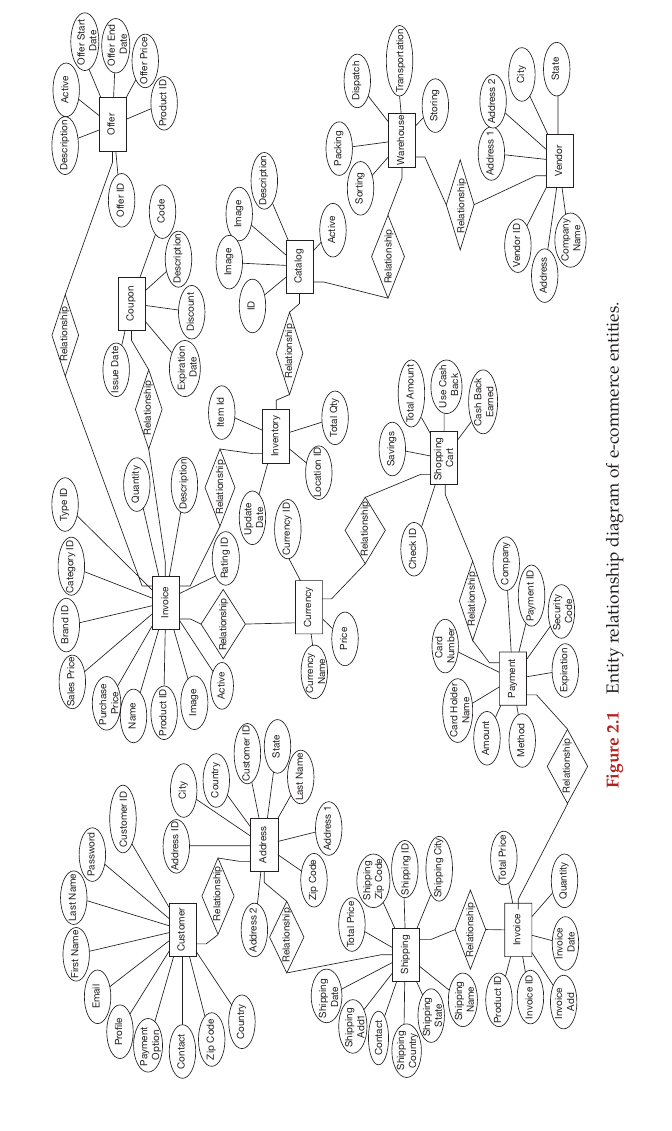 Customer
First Name
Last Name
Password
Customer ID
Email
Profile
Payment
Option
Contact
Zip Code
Country
Relationship
Address
Address ID
City
Country
Customer ID
State
Last Name
Address 1
Zip Code
Address 2
Relationship
Shipping
Total Price
Shipping
Zip Code
Shipping ID
Shipping City
Shipping
Date
Shipping
Add1
Contact
Shipping
Country
Shipping
State
Shipping
Name
Relationship
Invoice
Total Price
Quantity
Invoice
Date
Invoice
Add
Invoice ID
Product ID
Relationship
Payment
Card Holder
Name
Card
Number
Company
Payment ID
Security
Code
Expiration
Amount
Method
Relationship
Shopping
Cart
Check ID
Savings
Total Amount
Use Cash
Back
Cash Back
Earned
Relationship
Currency
Currency ID
Currency
Name
Price
Relationship
Invoice
Sales Price
Brand ID
Category ID
Type ID
Quantity
Description
Rating ID
Purchase
Price
Name
Product ID
Image
Active
Relationship
Inventory
Update
Date
Item Id
Total Qty
Location ID
Relationship
Coupon
Issue Date
Code
Description
Discount
Expiration
Date
Relationship
Relationship
Offer
Description
Active
Offer Start
Date
Offer End
Date
Offer Price
Product ID
Offer ID
Relationship
Catalog
ID
Image
Image
Description
Active
Relationship
Warehouse
Sorting
Packing
Dispatch
Transportation
Storing
Relationship
Vendor
Address 1
Address 2
City
State
Vendor ID
Address
Company
Name
Figure 2.1 Entity relationship diagram of e-commerce entities.